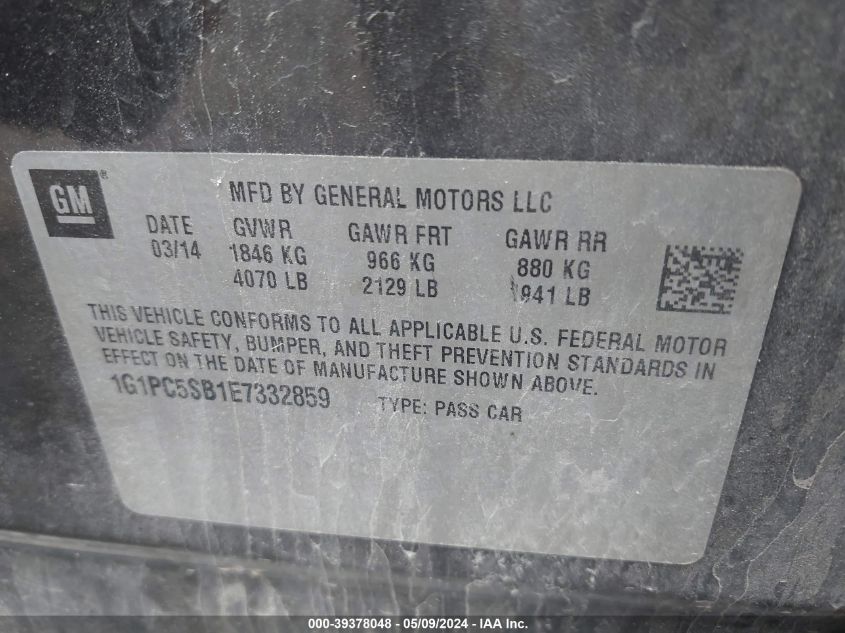 GM ®
MFD BY GENERAL MOTORS LLC
DATE GVWR GAWR FRT GAWR RR
03/14 1846 KG 966 KG 880 KG
4070 LB 2129 LB 1941 LB
THIS VEHICLE CONFORMS TO ALL APPLICABLE U.S. FEDERAL MOTOR
VEHICLE SAFETY, BUMPER, AND THEFT PREVENTION STANDARDS IN
EFFECT ON THE DATE OF MANUFACTURE SHOWN ABOVE.
1G1PC5SB1E7332859 TYPE: PASS CAR
000-39378048 - 05/09/2024 - IAA Inc.